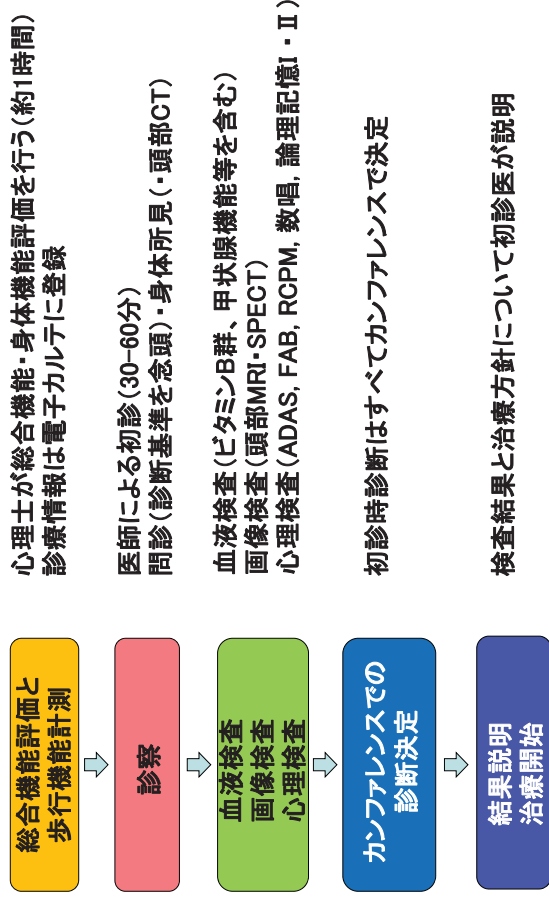 総合機能評価と
歩行機能計測
心理士が総合機能・身体機能評価を行う(約1時間)
診療情報は電子カルテに登録
診察
医師による初診(30-60分)
問診(診断基準を念頭)・身体所見(・頭部CT)
血液検査
画像検査
心理検査
血液検査(ビタミンB群、甲状腺機能等を含む)
画像検査(頭部MRI・SPECT)
心理検査(ADAS, FAB, RCPM, 数唱, 論理記憶I・II)
カンファレンスでの
診断決定
初診時診断はすべてカンファレンスで決定
結果説明
治療開始
検査結果と治療方針について初診医が説明